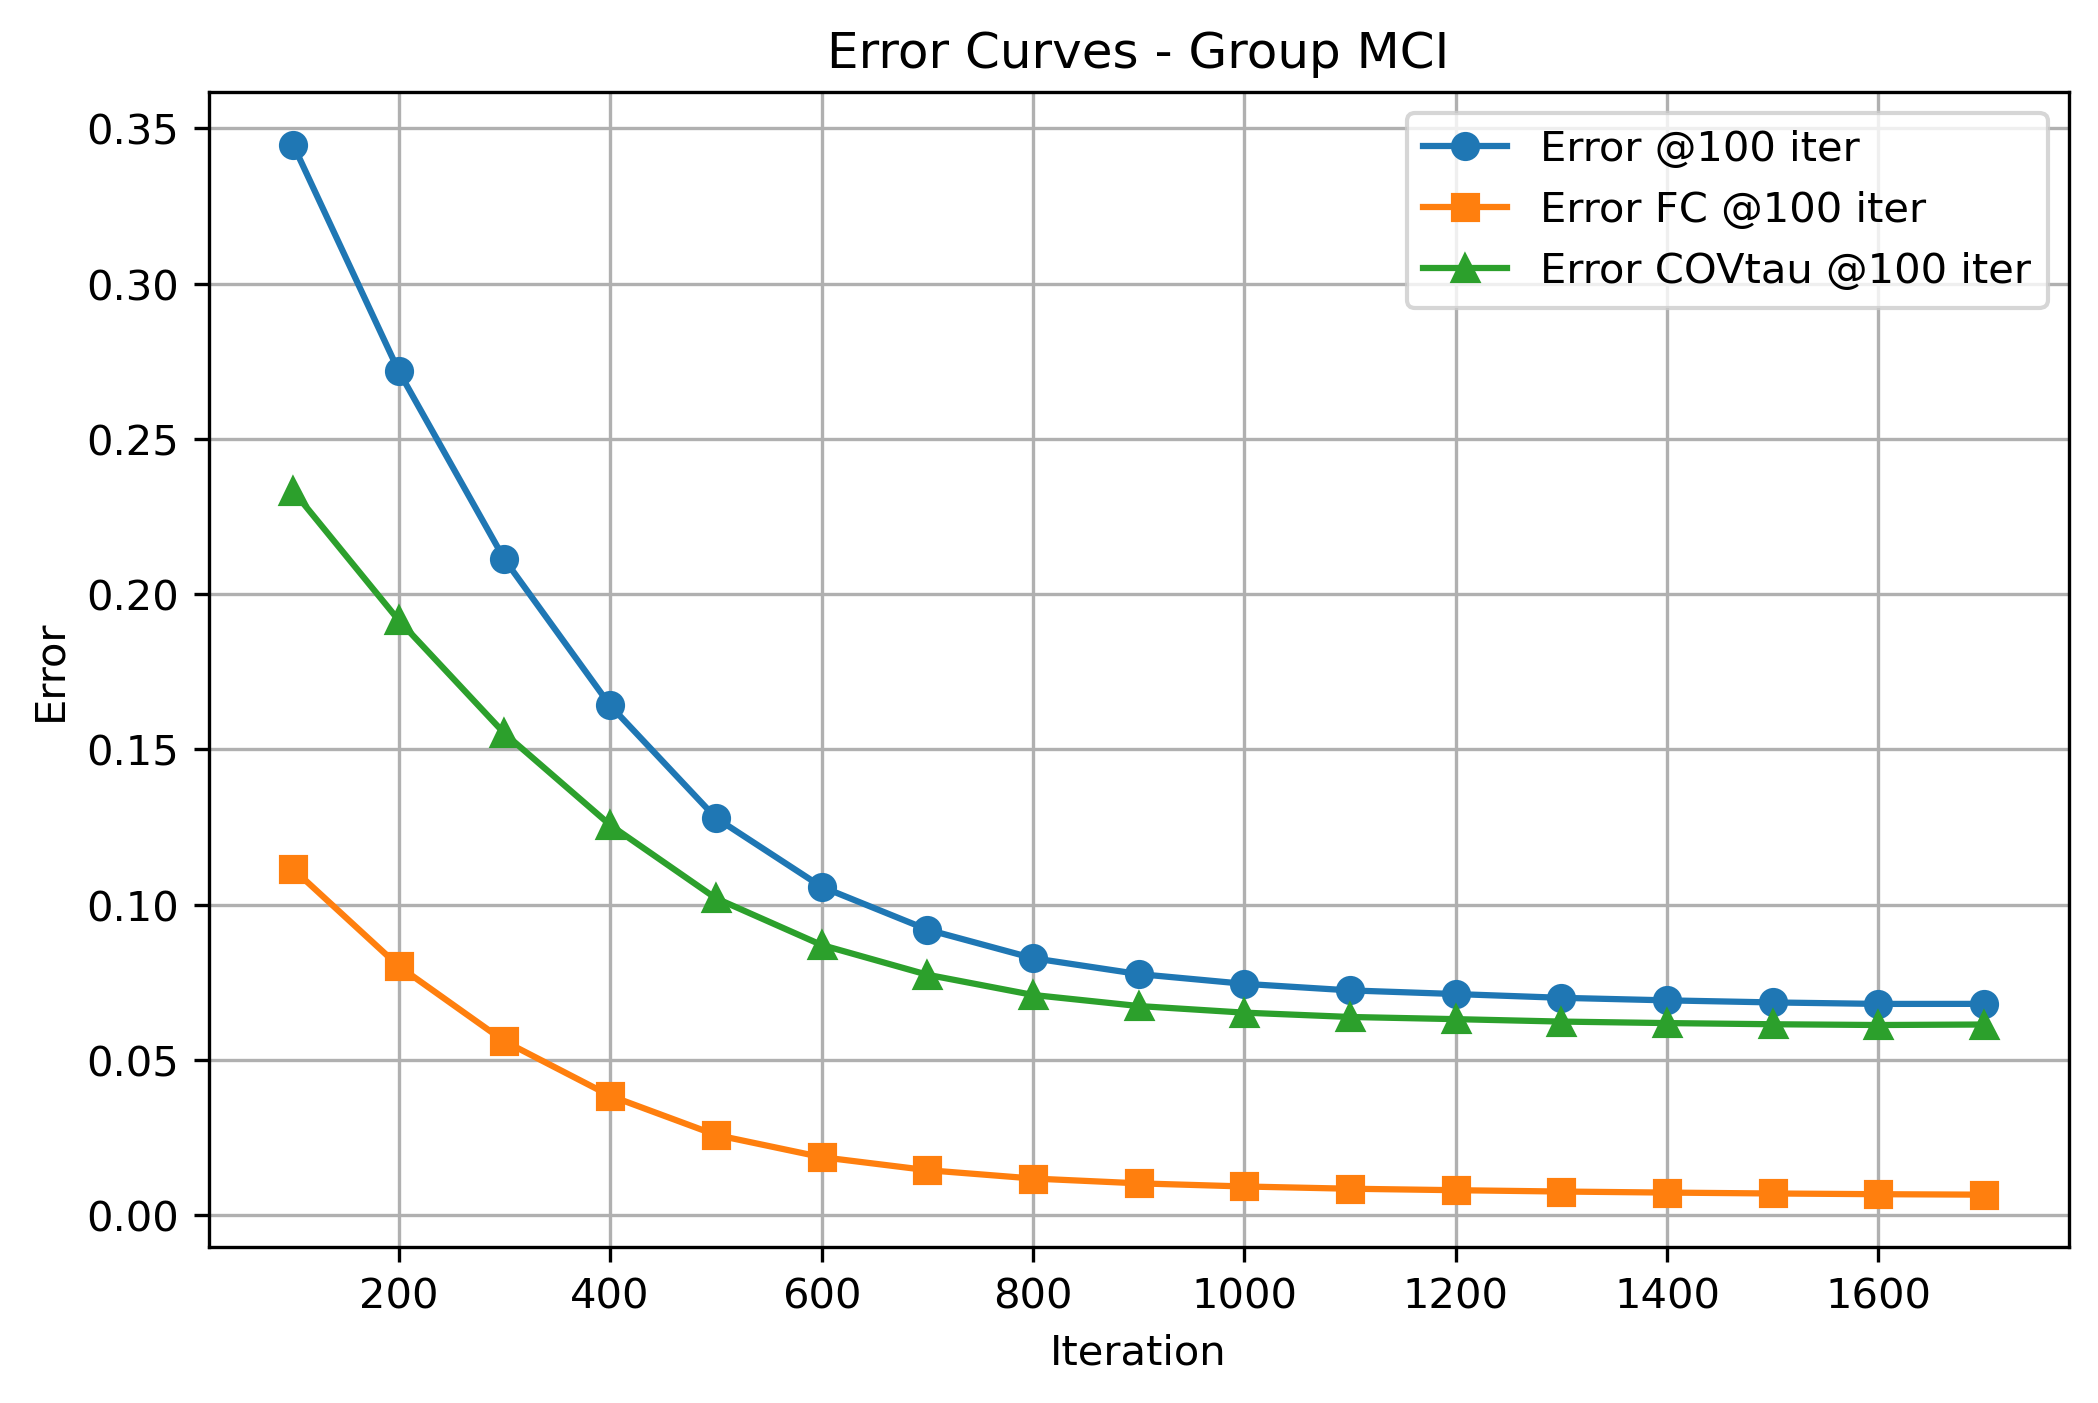 Error Curves - Group MCI
Error @100 iter
Error FC @100 iter
Error COVtau @100 iter
Error
0.35
0.30
0.25
0.20
0.15
0.10
0.05
0.00
200 400 600 800 1000 1200 1400 1600
Iteration